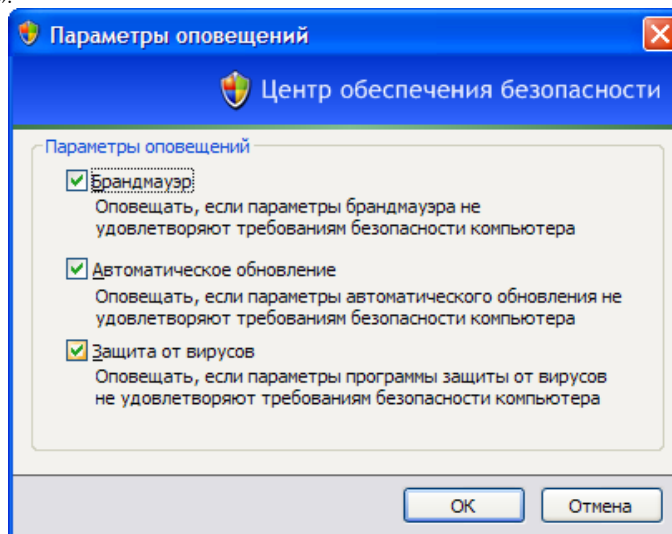 Параметры оповещений
Центр обеспечения безопасности
Параметры оповещений
Брандмауэр
Оповещать, если параметры брандмауэра не
удовлетворяют требованиям безопасности компьютера
Автоматическое обновление
Оповещать, если параметры автоматического обновления не
удовлетворяют требованиям безопасности компьютера
Защита от вирусов
Оповещать, если параметры программы защиты от вирусов
не удовлетворяют требованиям безопасности компьютера
ОК
Отмена